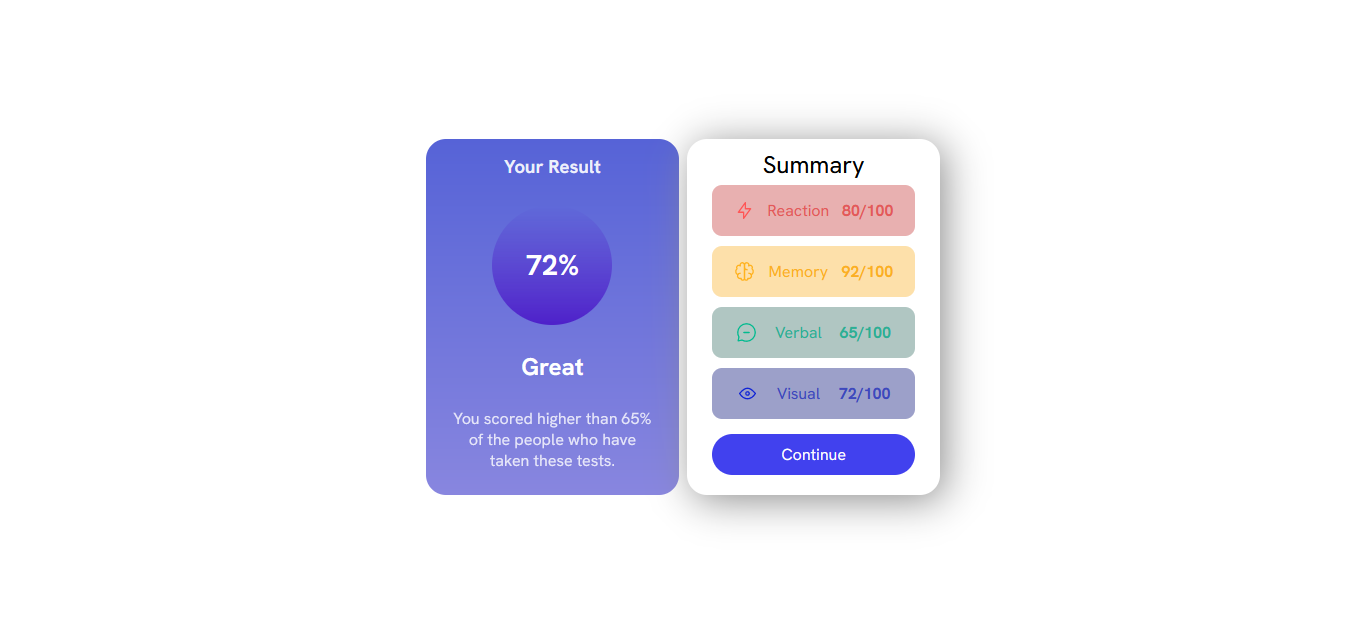 Your Result
72%
Great
You scored higher than 65%
of the people who have
taken these tests.
Summary
Reaction 80/100
Memory 92/100
Verbal 65/100
Visual 72/100
Continue